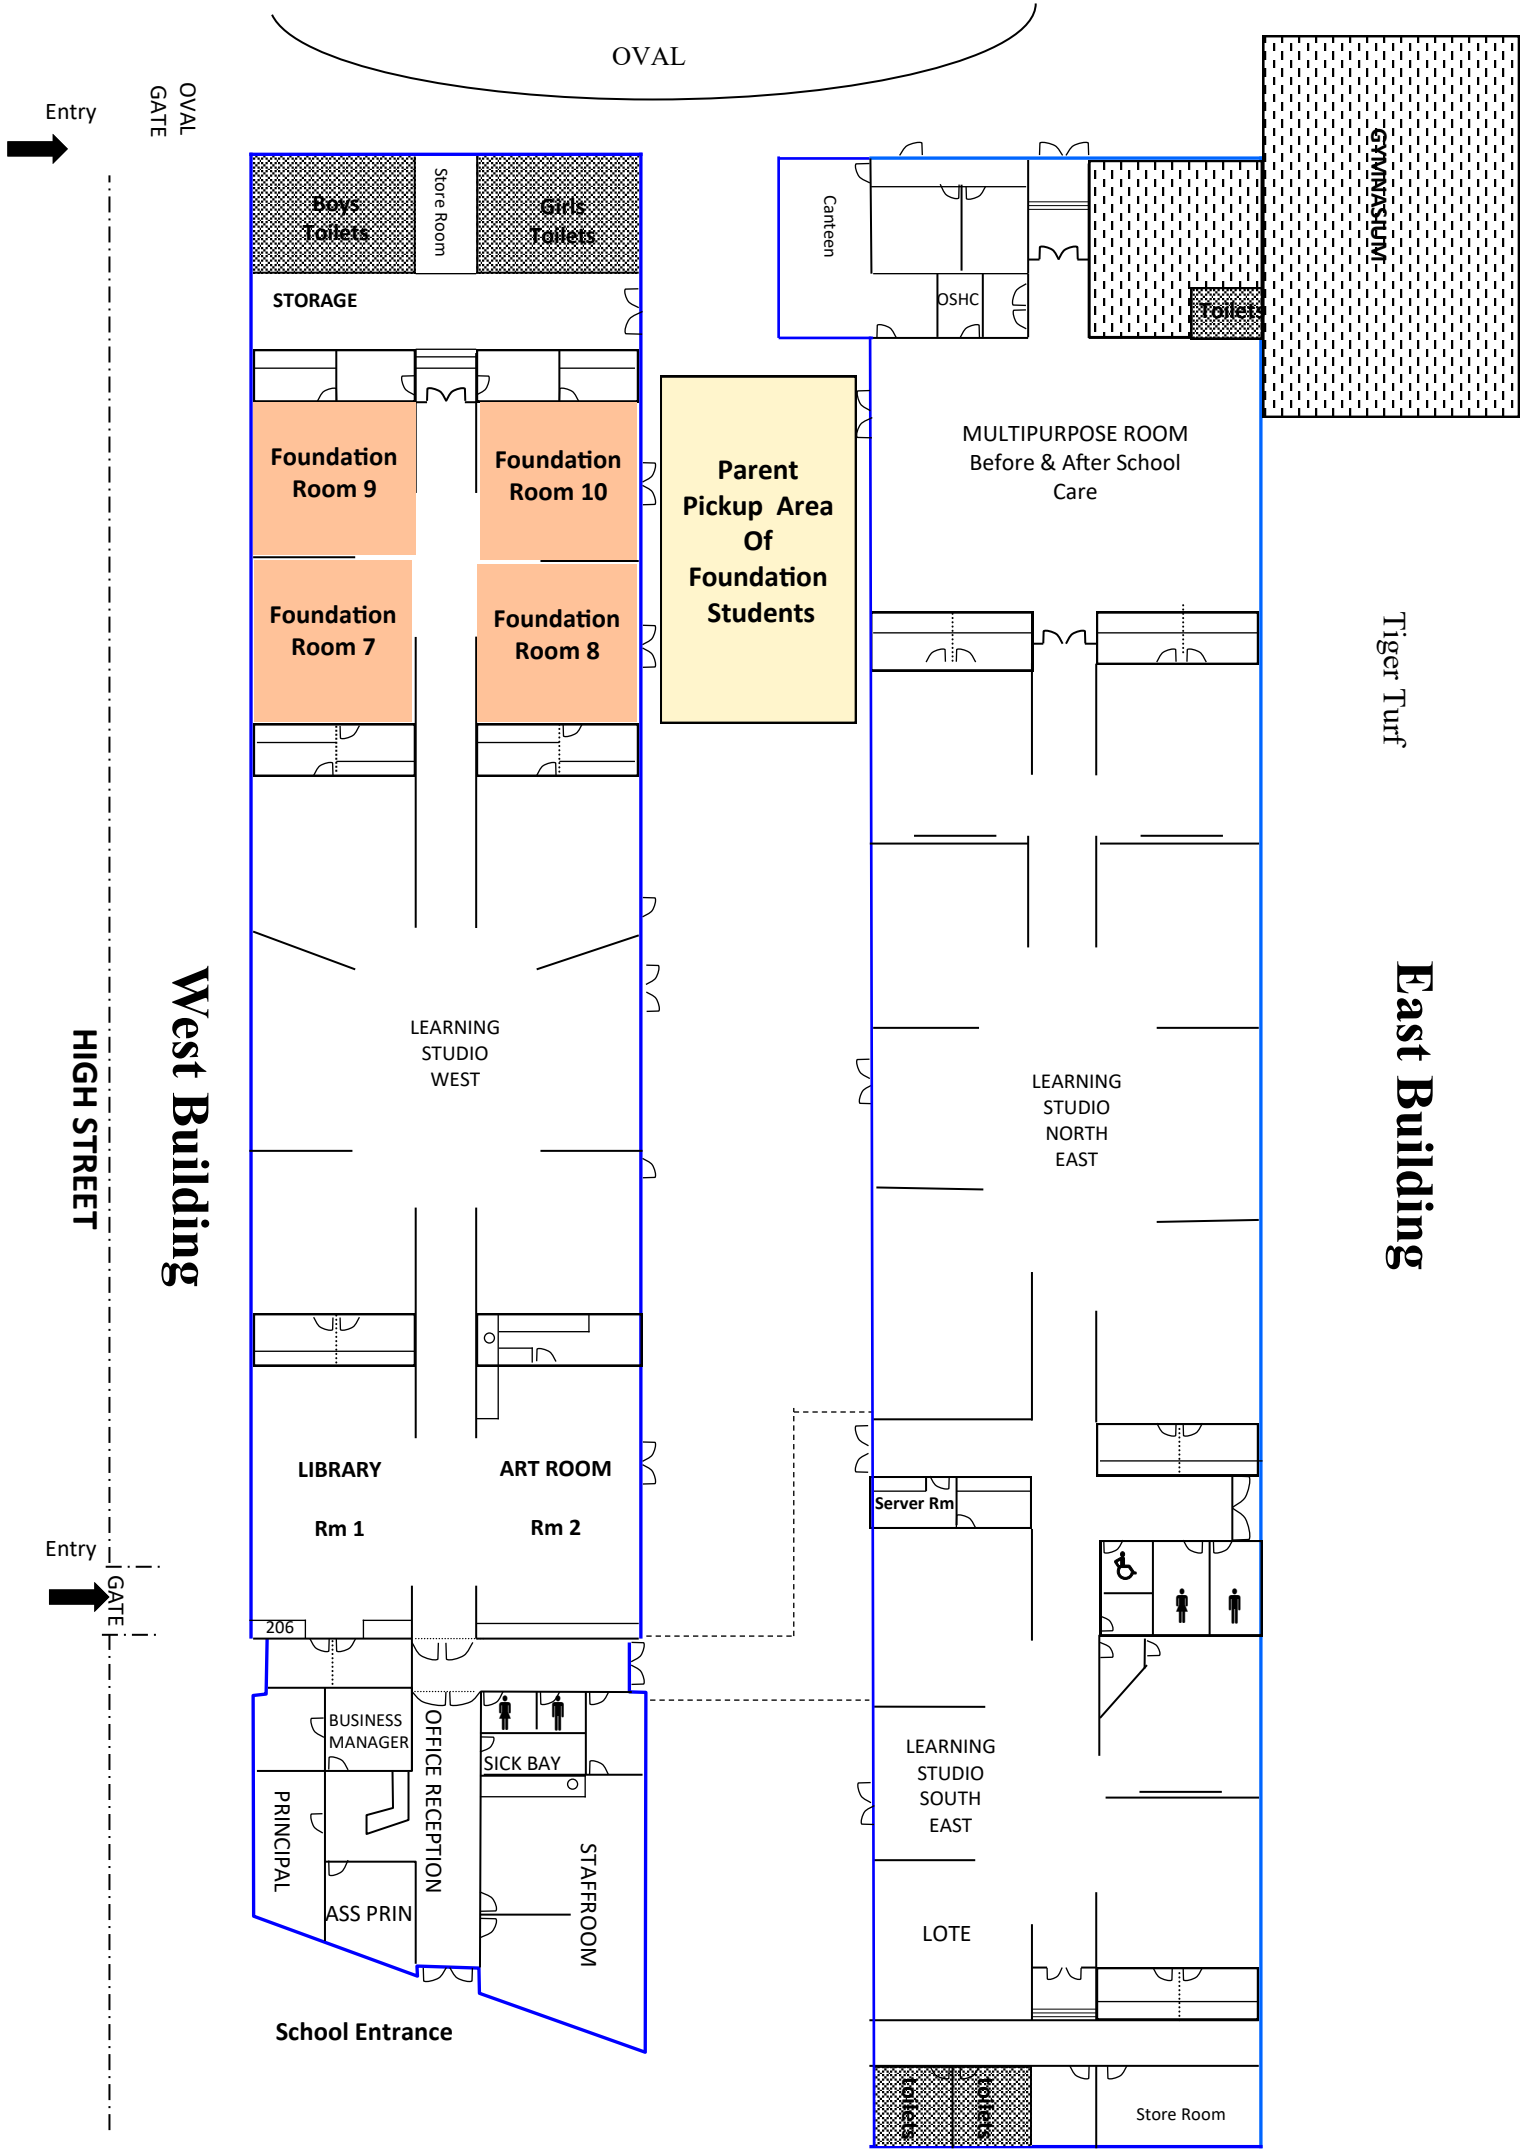 OVAL
Entry
OVAL
GATE
GYMNASIUM
Boys
Toilets
Store Room
Girls
Toilets
Canteen
STORAGE
OSHC
Toilets
Foundation
Room 9
Foundation
Room 10
Parent
Pickup Area
Of
Foundation
Students
MULTIPURPOSE ROOM
Before & After School
Care
Foundation
Room 7
Foundation
Room 8
Tiger Turf
West Building
East Building
HIGH STREET
LEARNING
STUDIO
WEST
LEARNING
STUDIO
NORTH
EAST
LIBRARY
Rm 1
ART ROOM
Rm 2
Server Rm
Entry
GATE
206
BUSINESS
MANAGER
OFFICE RECEPTION
SICK BAY
PRINCIPAL
ASS PRIN
STAFFROOM
LEARNING
STUDIO
SOUTH
EAST
LOTE
School Entrance
toilets
toilets
Store Room